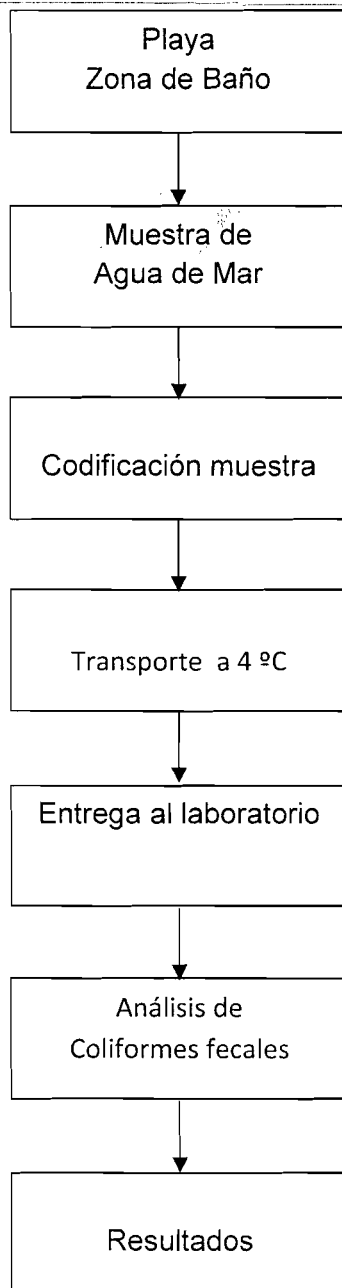 Playa
Zona de Baño
Muestra de
Agua de Mar
Codificación muestra
Transporte a 4 ºC
Entrega al laboratorio
Análisis de
Coliformes fecales
Resultados